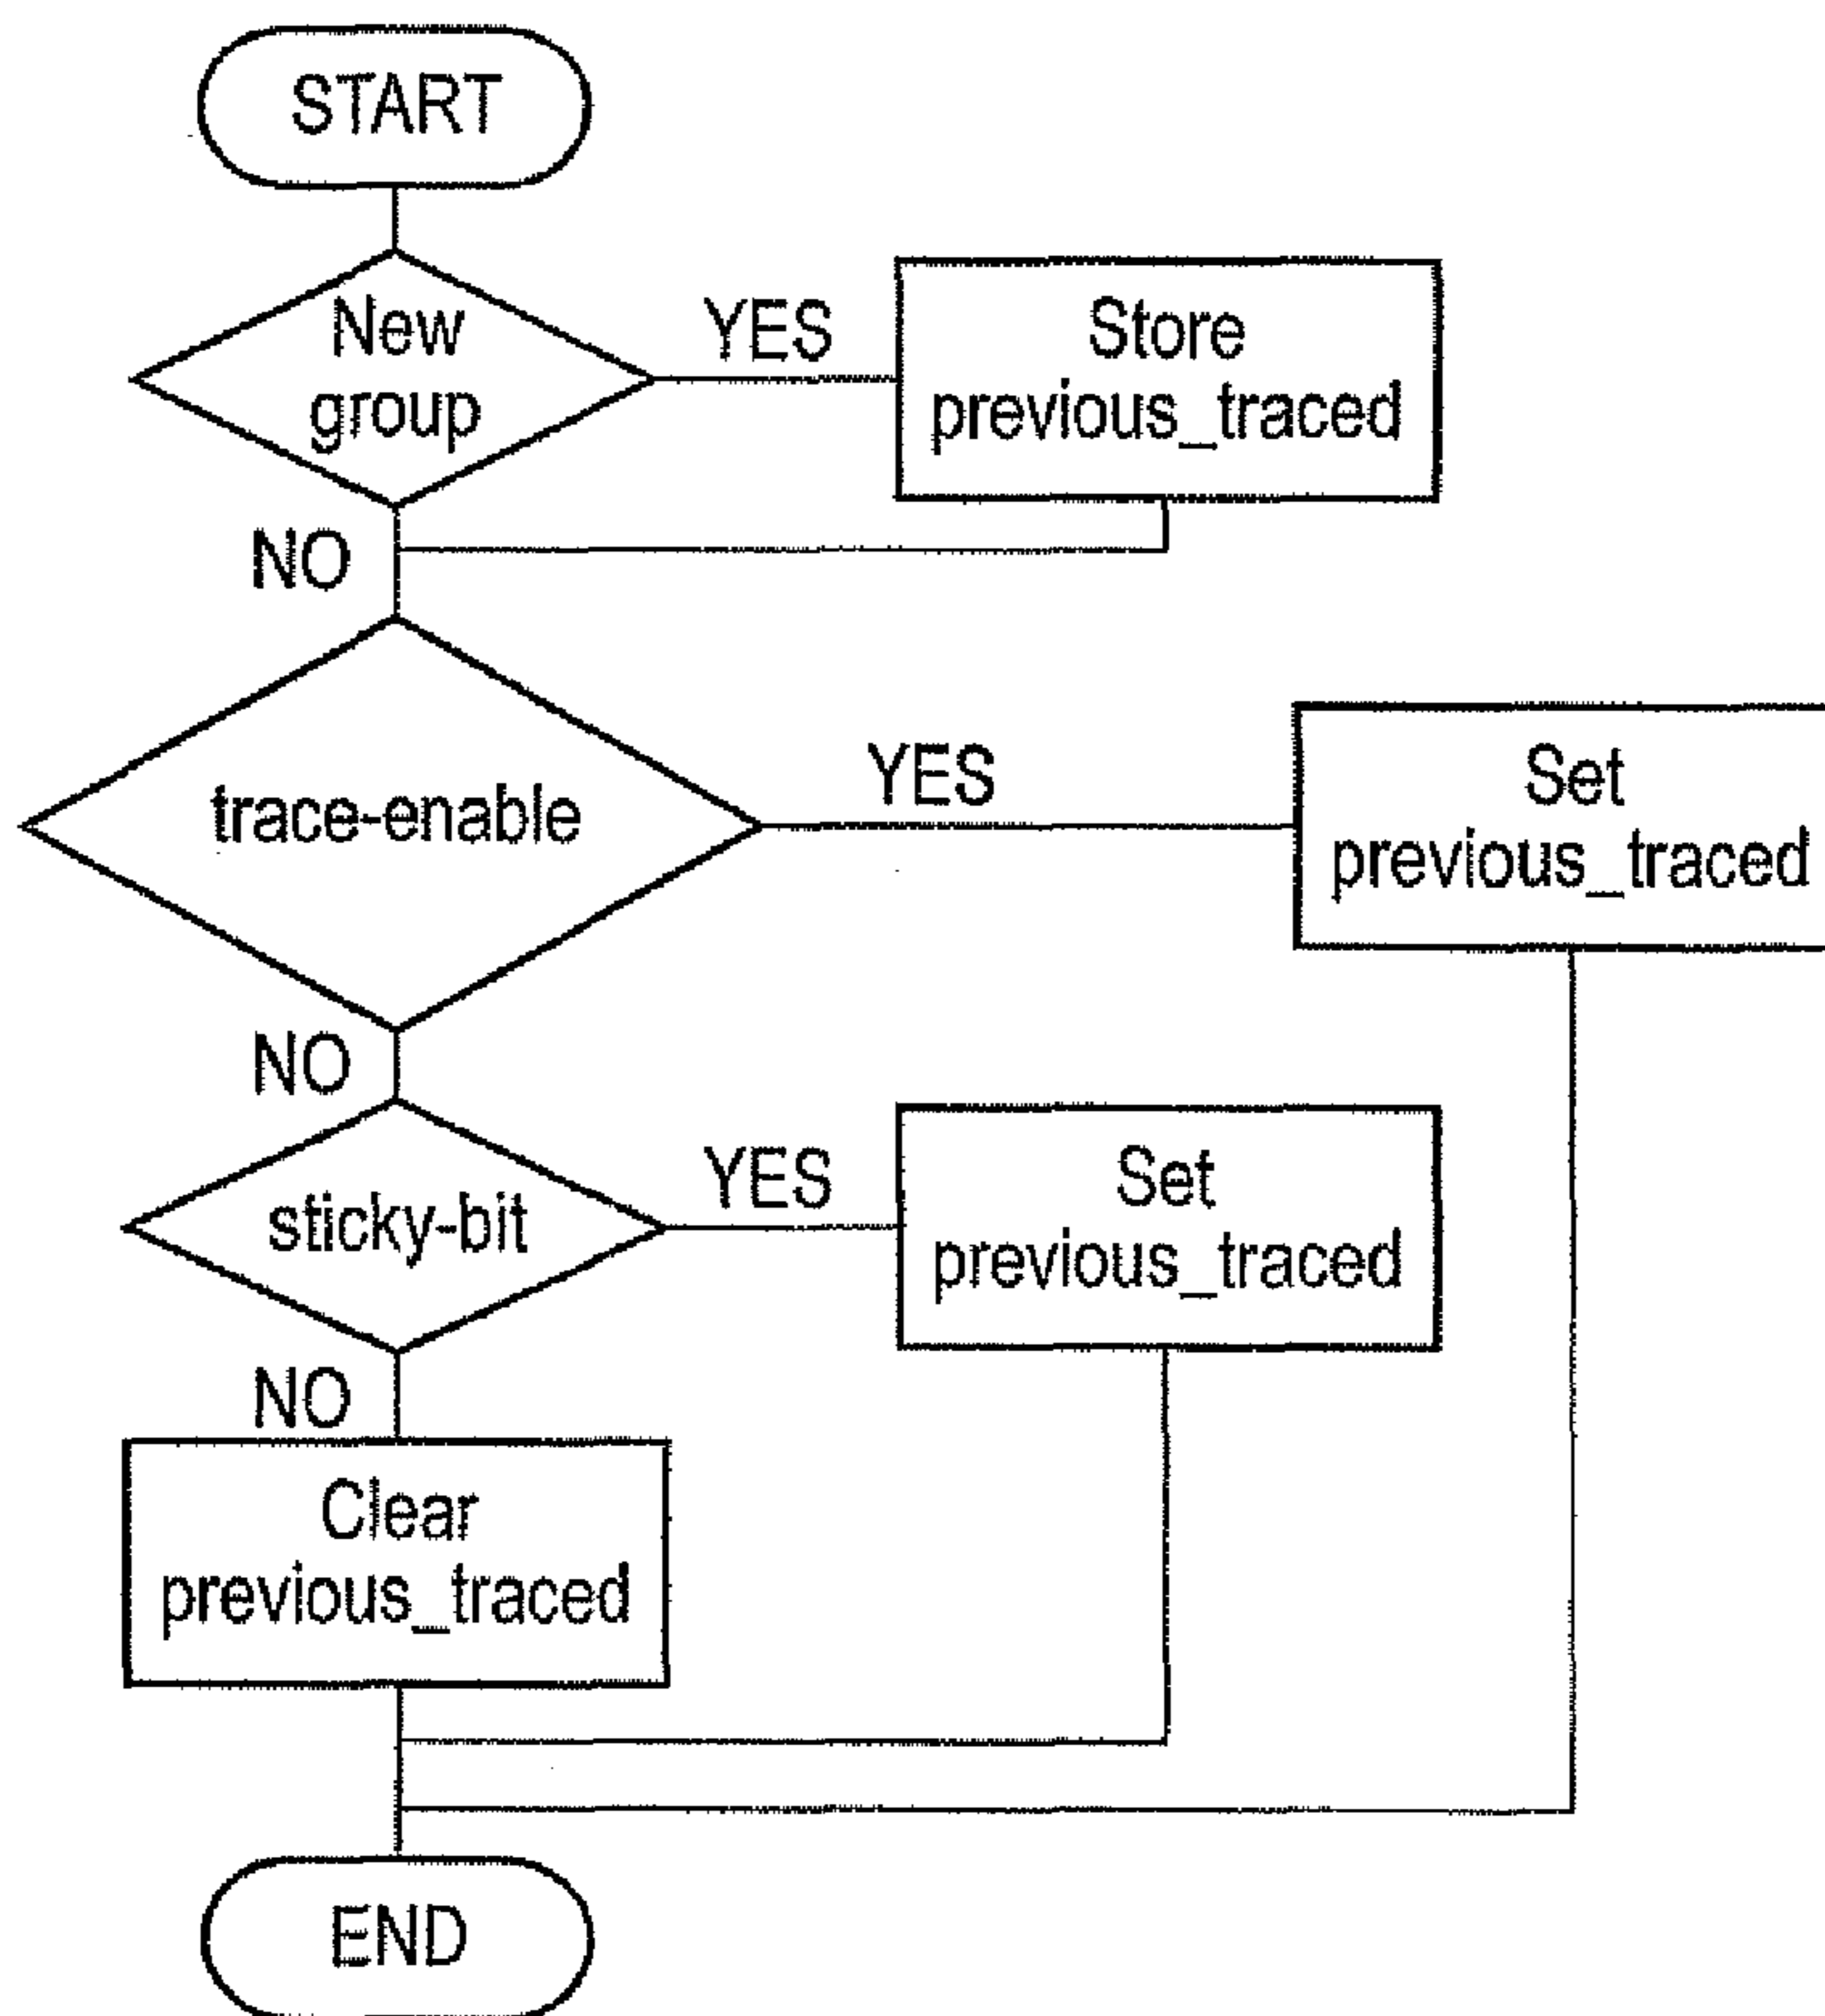 START
New
group
YES
Store
previous_traced
NO
trace-enable
YES
Set
previous_traced
NO
sticky-bit
YES
Set
previous_traced
NO
Clear
previous_traced
END